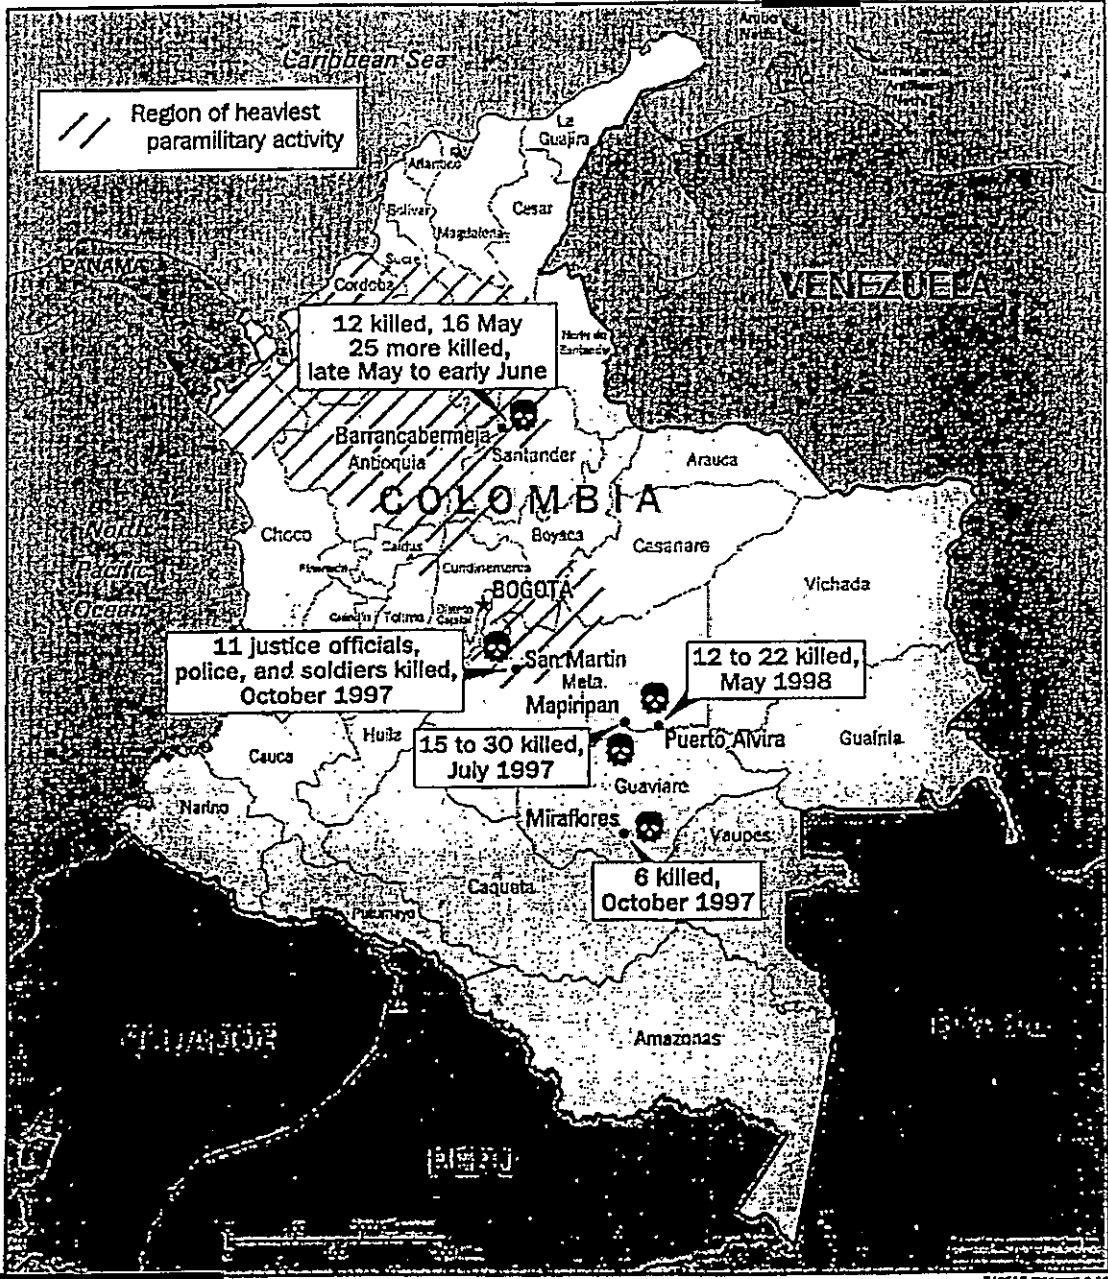 Caribbean Sea
Region of heaviest
paramilitary activity
La
Guajira
Atlantico
Bolivar
Cesar
Magdalena
Sucre
PANAMA
Cordoba
VENEZUELA
12 killed, 16 May
25 more killed,
late May to early June
Norte de
Santander
Barrancabermeja
Antioquia
Santander
Arauca
COLOMBIA
North
Pacific
Ocean
Choco
Caldas
Boyaca
Casanare
Cundinamarca
BOGOTA
Vichada
Tolima
Distrito
Capital
11 justice officials,
police, and soldiers killed,
October 1997
San Martin
Meta
12 to 22 killed,
May 1998
Mapiripan
Puerto Alvira
Huila
15 to 30 killed,
July 1997
Guainia
Cauca
Guaviare
Narino
Miraflores
Vaupes
6 killed,
October 1997
Caqueta
Putumayo
Amazonas
PERU